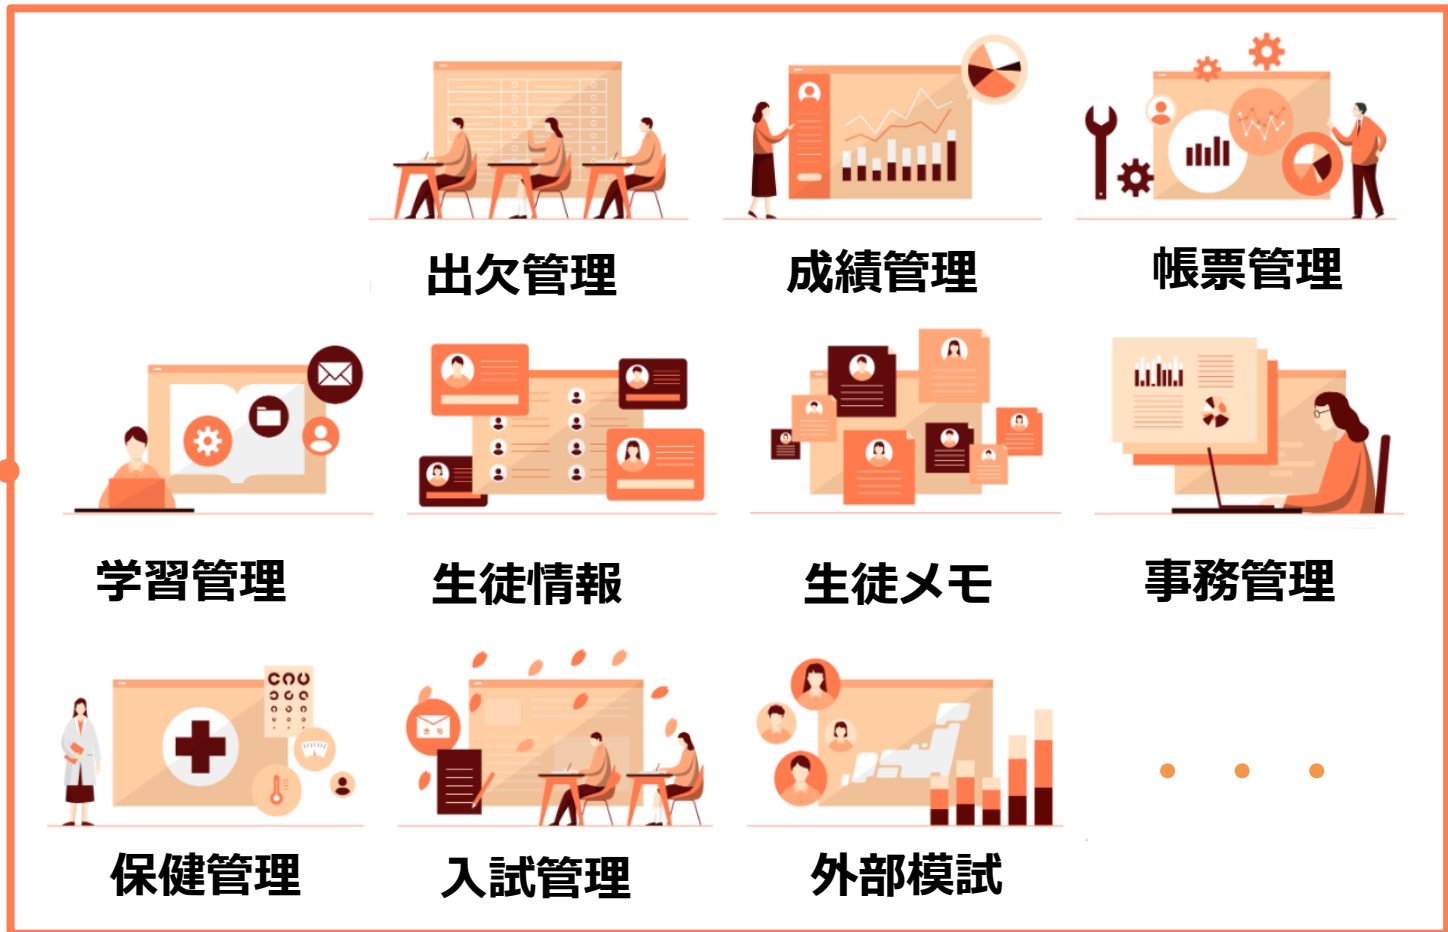 出欠管理
成績管理
帳票管理
学習管理
生徒情報
生徒メモ
事務管理
保健管理
入試管理
外部模試